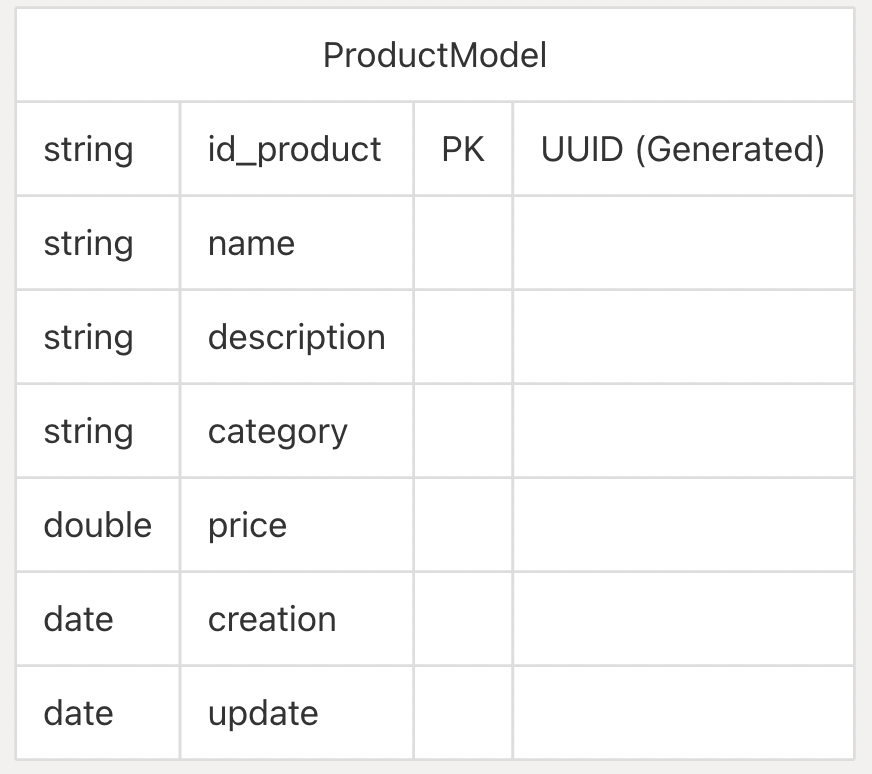 ProductModel
string id_product PK UUID (Generated)
string name
string description
string category
double price
date creation
date update